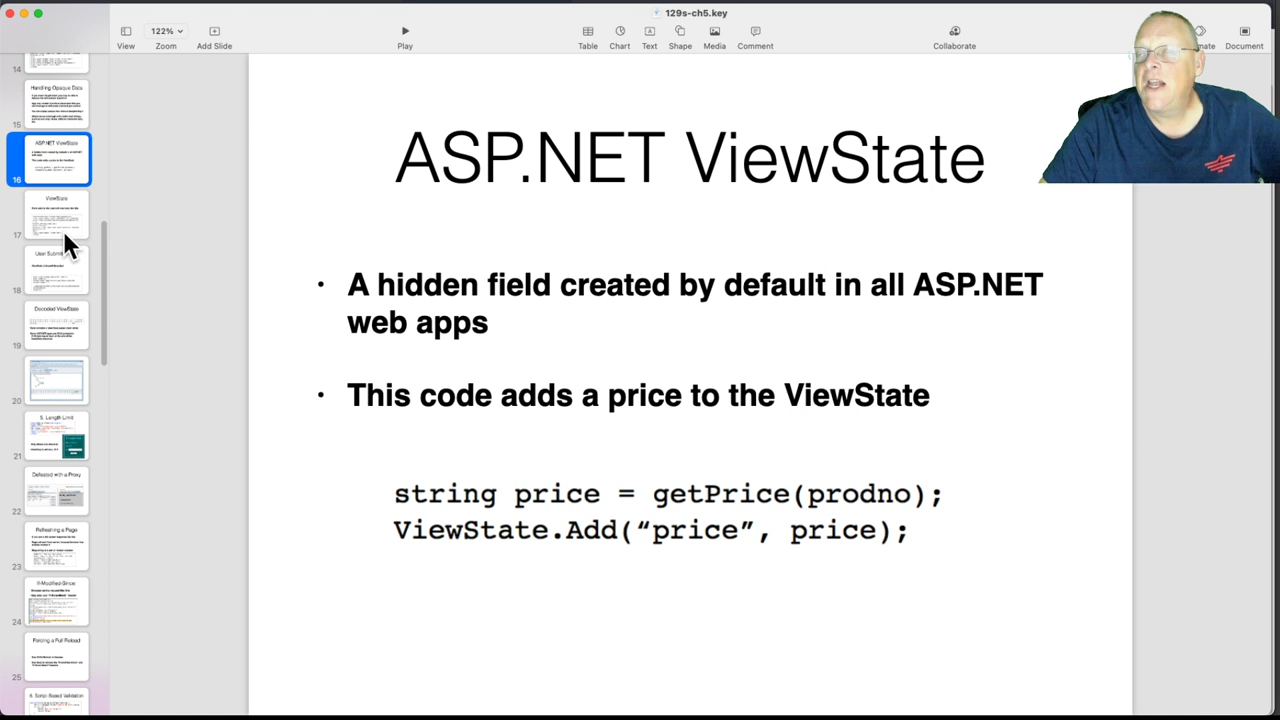 129s-ch5.key
122%
View
Zoom
Add Slide
Play
Table
Chart
Text
Shape
Media
Comment
Collaborate
mate
Document
14
Handling Opaque Data
15
ASP.NET ViewState
16
ViewState
17
User Submi
18
Decoded ViewState
19
20
5. Length Limit
21
Defeated with a Proxy
22
Refreshing a Page
23
If-Modified-Since:
24
Forcing a Full Reload
25
6. Script-Based Validation
ASP.NET ViewState
• A hidden field created by default in all ASP.NET
web apps
• This code adds a price to the ViewState
string price = getPrice(prodno);
ViewState.Add(“price”, price);